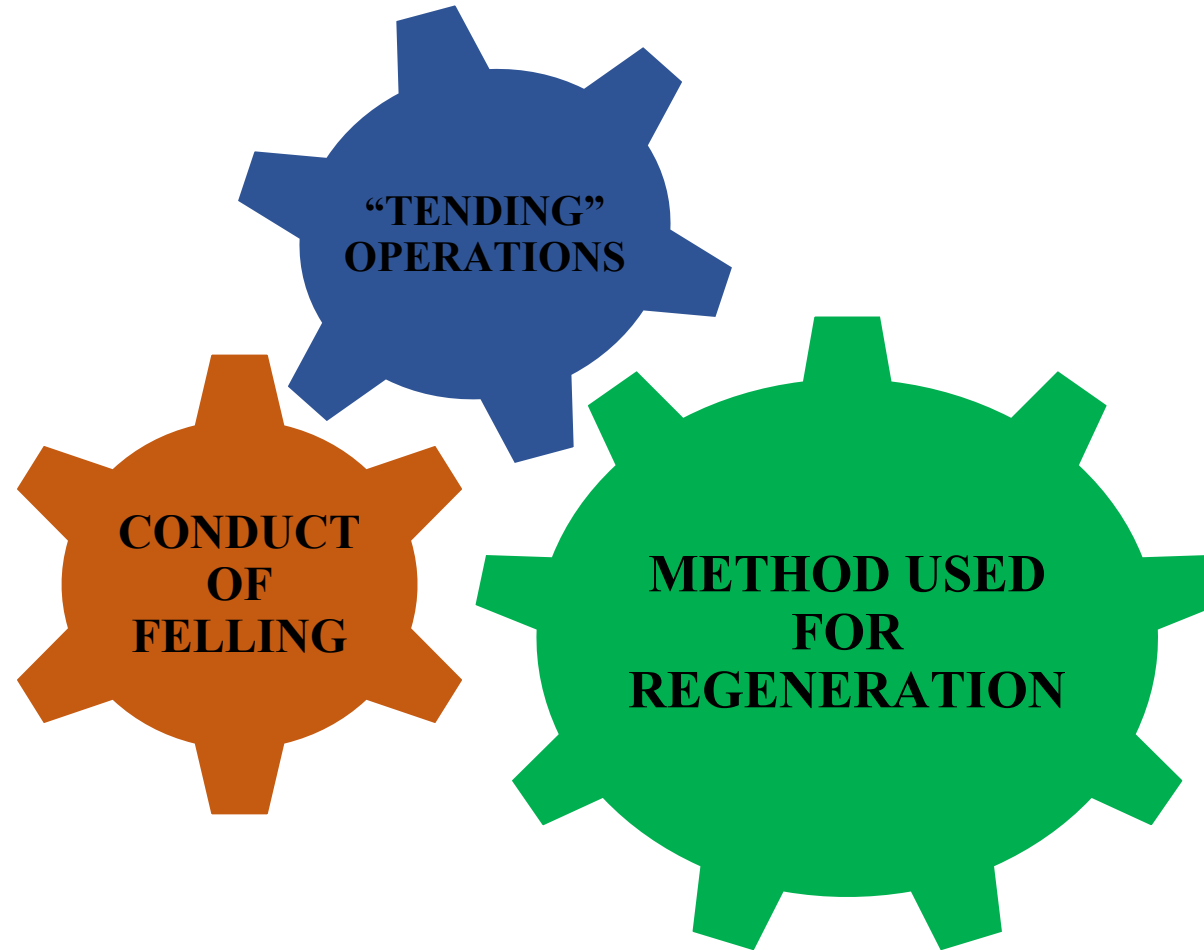 “TENDING”
OPERATIONS
CONDUCT
OF
FELLING
METHOD USED
FOR
REGENERATION